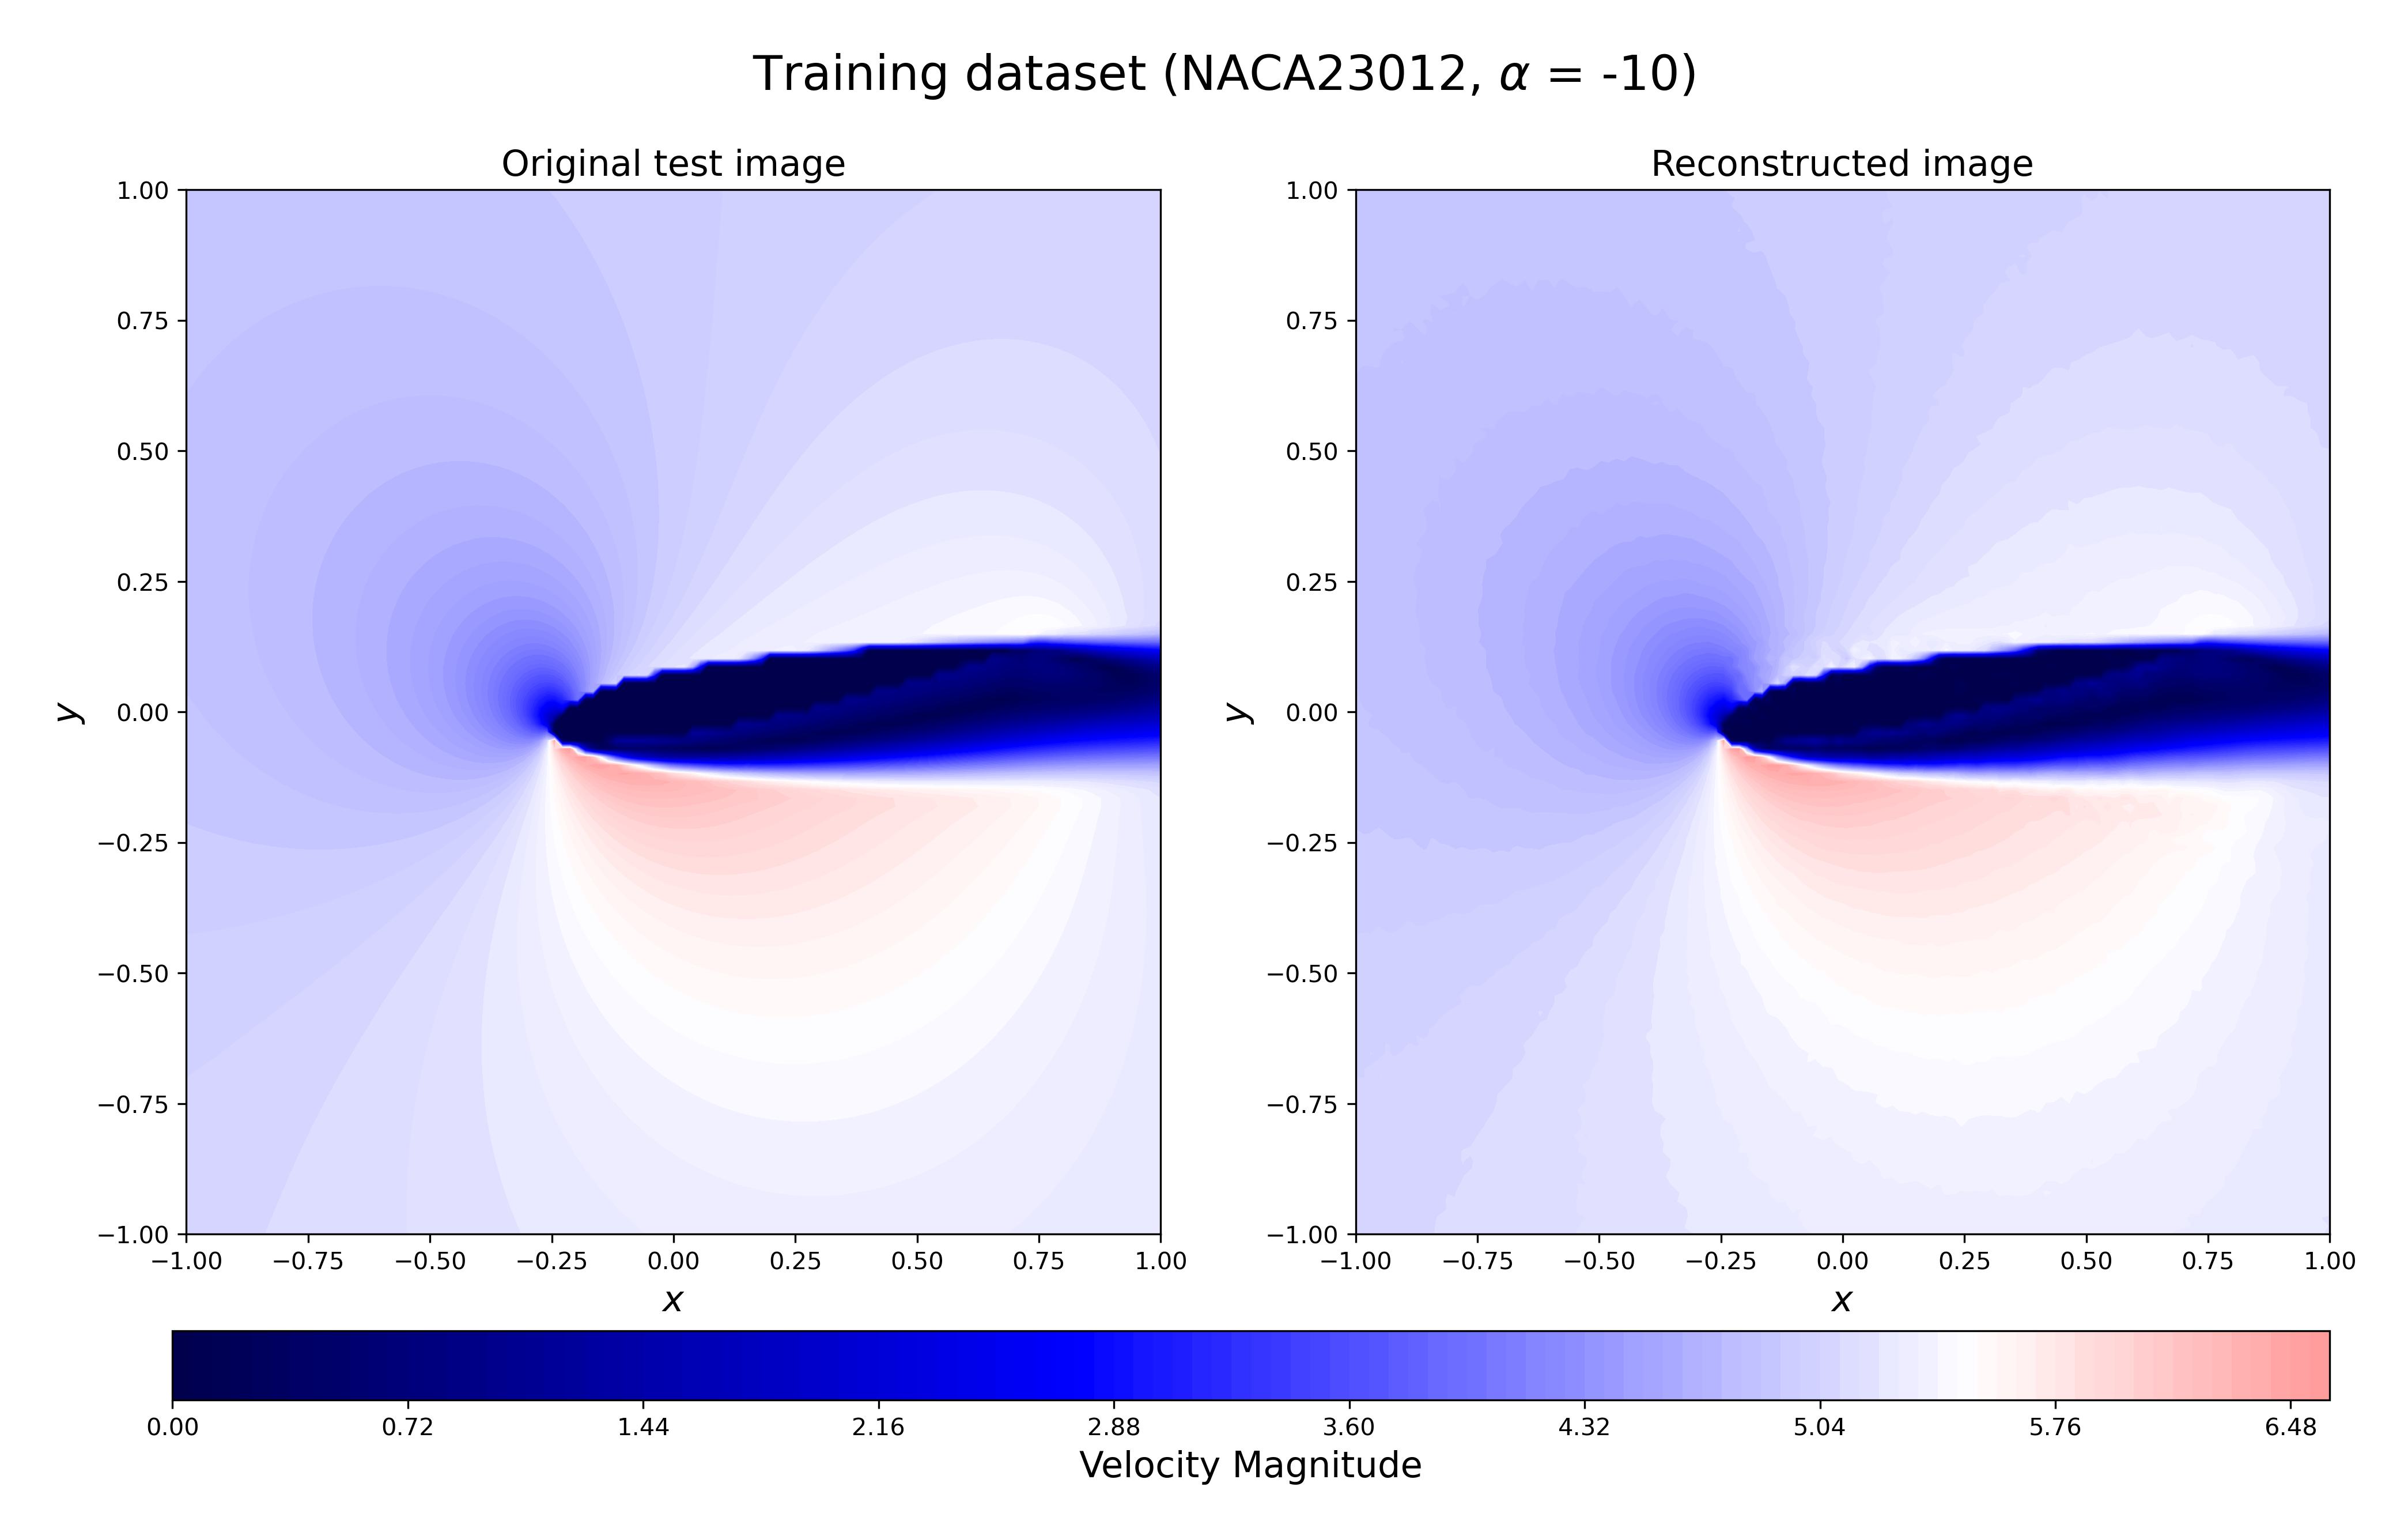 Training dataset (NACA23012, α = -10)
Original test image
Reconstructed image
1.00
0.75
0.50
0.25
0.00
−0.25
−0.50
−0.75
−1.00
y
−1.00 −0.75 −0.50 −0.25 0.00 0.25 0.50 0.75 1.00
x
1.00
0.75
0.50
0.25
0.00
−0.25
−0.50
−0.75
−1.00
y
−1.00 −0.75 −0.50 −0.25 0.00 0.25 0.50 0.75 1.00
x
0.00 0.72 1.44 2.16 2.88 3.60 4.32 5.04 5.76 6.48
Velocity Magnitude